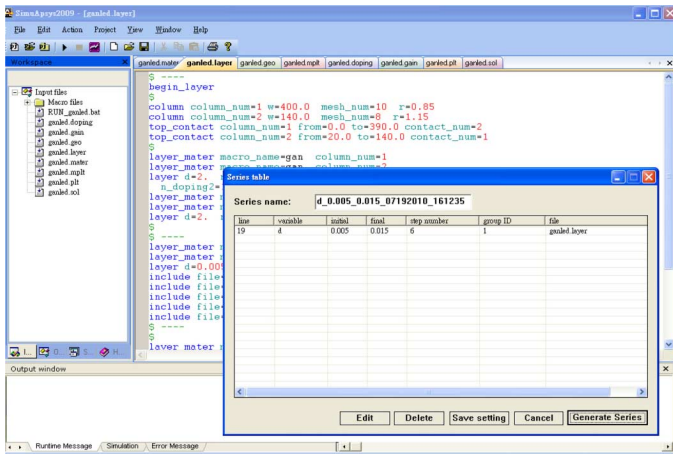 SimuApsys2009 - [ganled.layer]
File Edit Action Project View Window Help
Workspace
ganled.mater ganled.layer ganled.geo ganled.mplt ganled.doping ganled.gain ganled.plt ganled.sol
Input files
Macro files
RUN_ganled.bat
ganled.doping
ganled.gain
ganled.geo
ganled.layer
ganled.mater
ganled.mplt
ganled.plt
ganled.sol
I... O... S... H...
$ ----
begin_layer
$
column column_num=1 w=400.0 mesh_num=10 r=0.85
column column_num=2 w=140.0 mesh_num=8 r=1.15
top_contact column_num=1 from=0.0 to=390.0 contact_num=2
top_contact column_num=2 from=20.0 to=140.0 contact_num=1
$
layer_mater macro_name=gan column_num=1
layer_mater macro_name=gan column_num=2
layer d=2.
n_doping2=
layer_mater
layer_mater
layer d=2.
$
$ ----
layer_mater
layer_mater
layer d=0.005
include file
include file
include file
include file
include file
$ ----
$
layer_mater
Series table
Series name: d_0.005_0.015_07192010_161235
line variable initial final step number group ID file
19 d 0.005 0.015 6 1 ganled.layer
Edit Delete Save setting Cancel Generate Series
Output window
Runtime Message Simulation Error Message